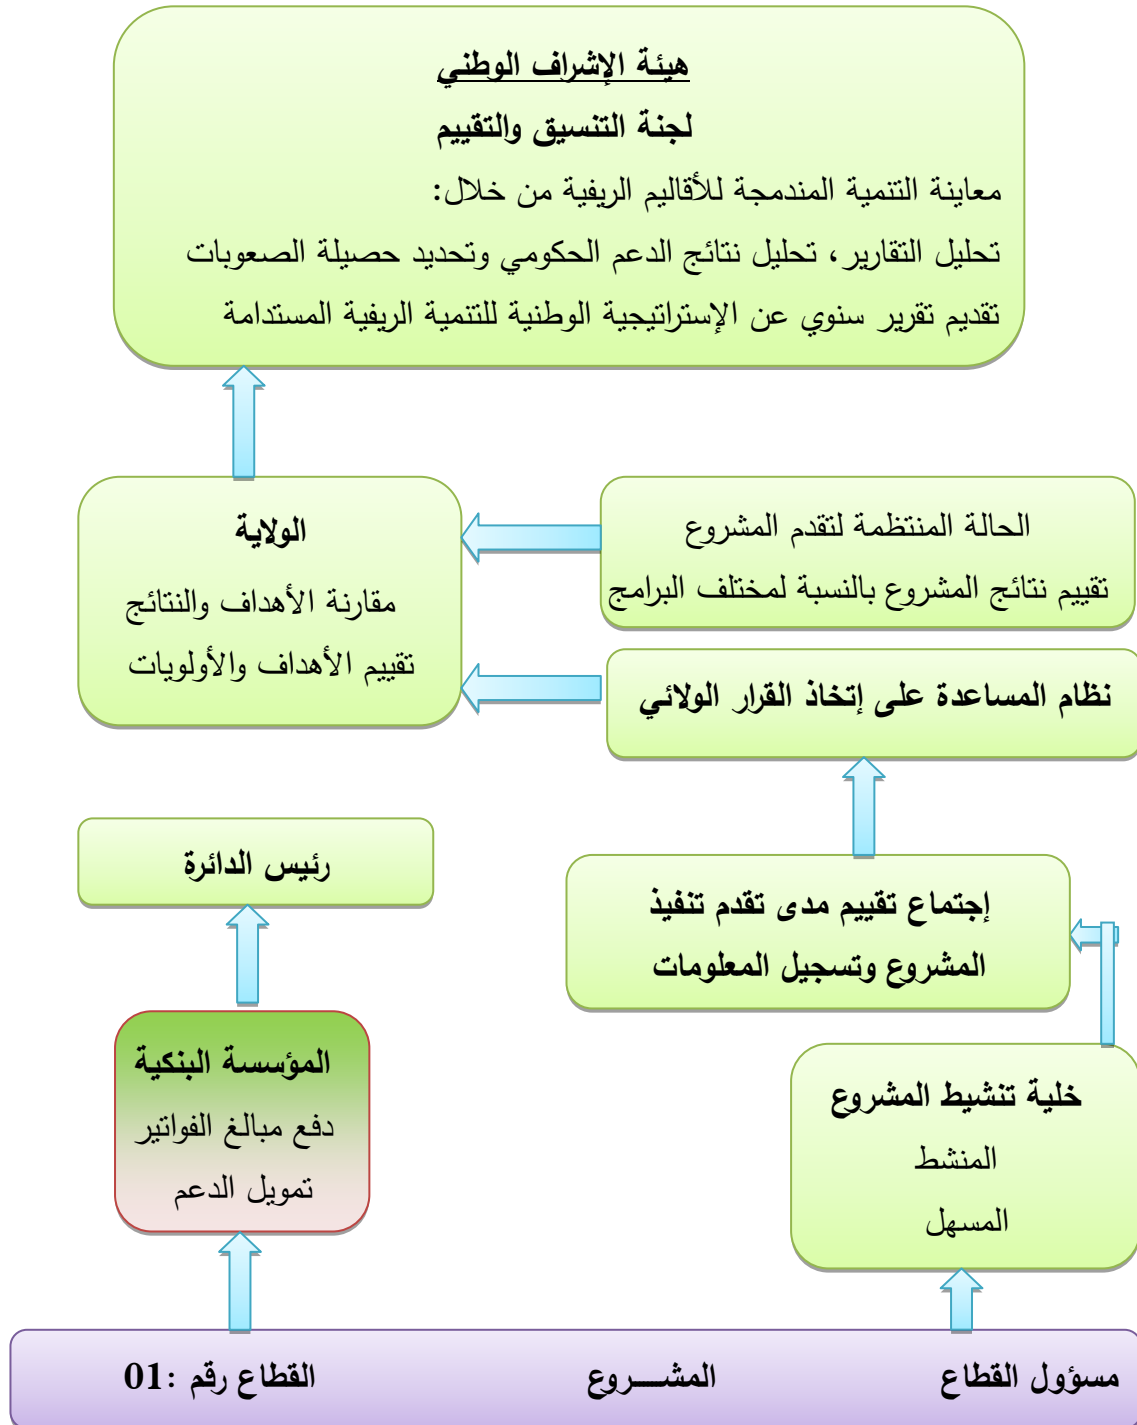 هيئة الإشراف الوطني
لجنة التنسيق والتقييم
معاينة التنمية المندمجة للأقاليم الريفية من خلال:
تحليل التقارير، تحليل نتائج الدعم الحكومي وتحديد حصيلة الصعوبات
تقديم تقرير سنوي عن الإستراتيجية الوطنية للتنمية الريفية المستدامة
الحالة المنتظمة لتقدم المشروع
تقييم نتائج المشروع بالنسبة لمختلف البرامج
الولاية
مقارنة الأهداف والنتائج
تقييم الأهداف والأولويات
نظام المساعدة على إتخاذ القرار الولائي
إجتماع تقييم مدى تقدم تنفيذ
المشروع وتسجيل المعلومات
رئيس الدائرة
خلية تنشيط المشروع
المنشط
المسهل
المؤسسة البنكية
دفع مبالغ الفواتير
تمويل الدعم
مسؤول القطاع المشـــروع القطاع رقم :01